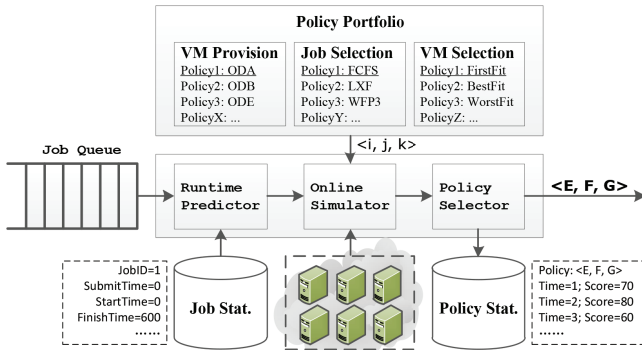 Policy Portfolio
VM Provision
Policy1: ODA
Policy2: ODB
Policy3: ODE
PolicyX: ...
Job Selection
Policy1: FCFS
Policy2: LXF
Policy3: WFP3
PolicyY: ...
VM Selection
Policy1: FirstFit
Policy2: BestFit
Policy3: WorstFit
PolicyZ: ...
<i, j, k>
Job Queue
Runtime
Predictor
Online
Simulator
Policy
Selector
<E, F, G>
JobID=1
SubmitTime=0
StartTime=0
FinishTime=600
......
Job Stat.
Policy Stat.
Policy: <E, F, G>
Time=1; Score=70
Time=2; Score=80
Time=3; Score=60
......